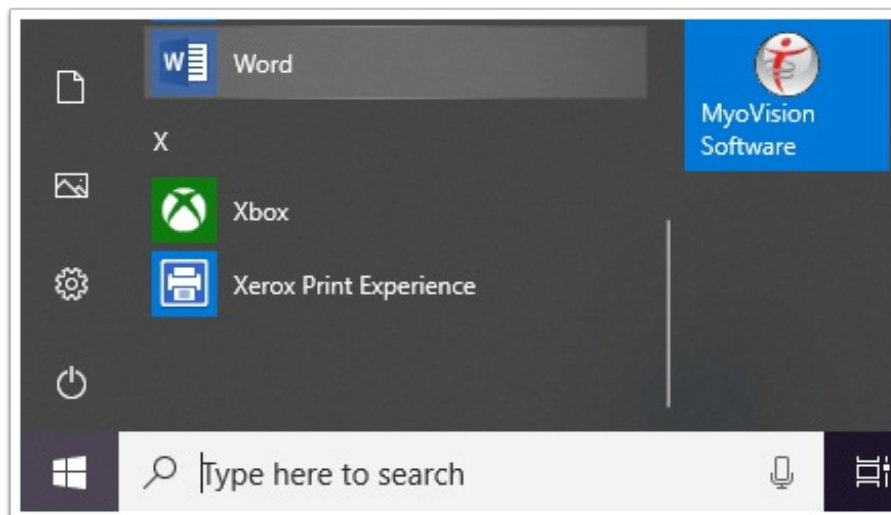 W
Word
X
Xbox
Xerox Print Experience
MyoVision
Software
Type here to search